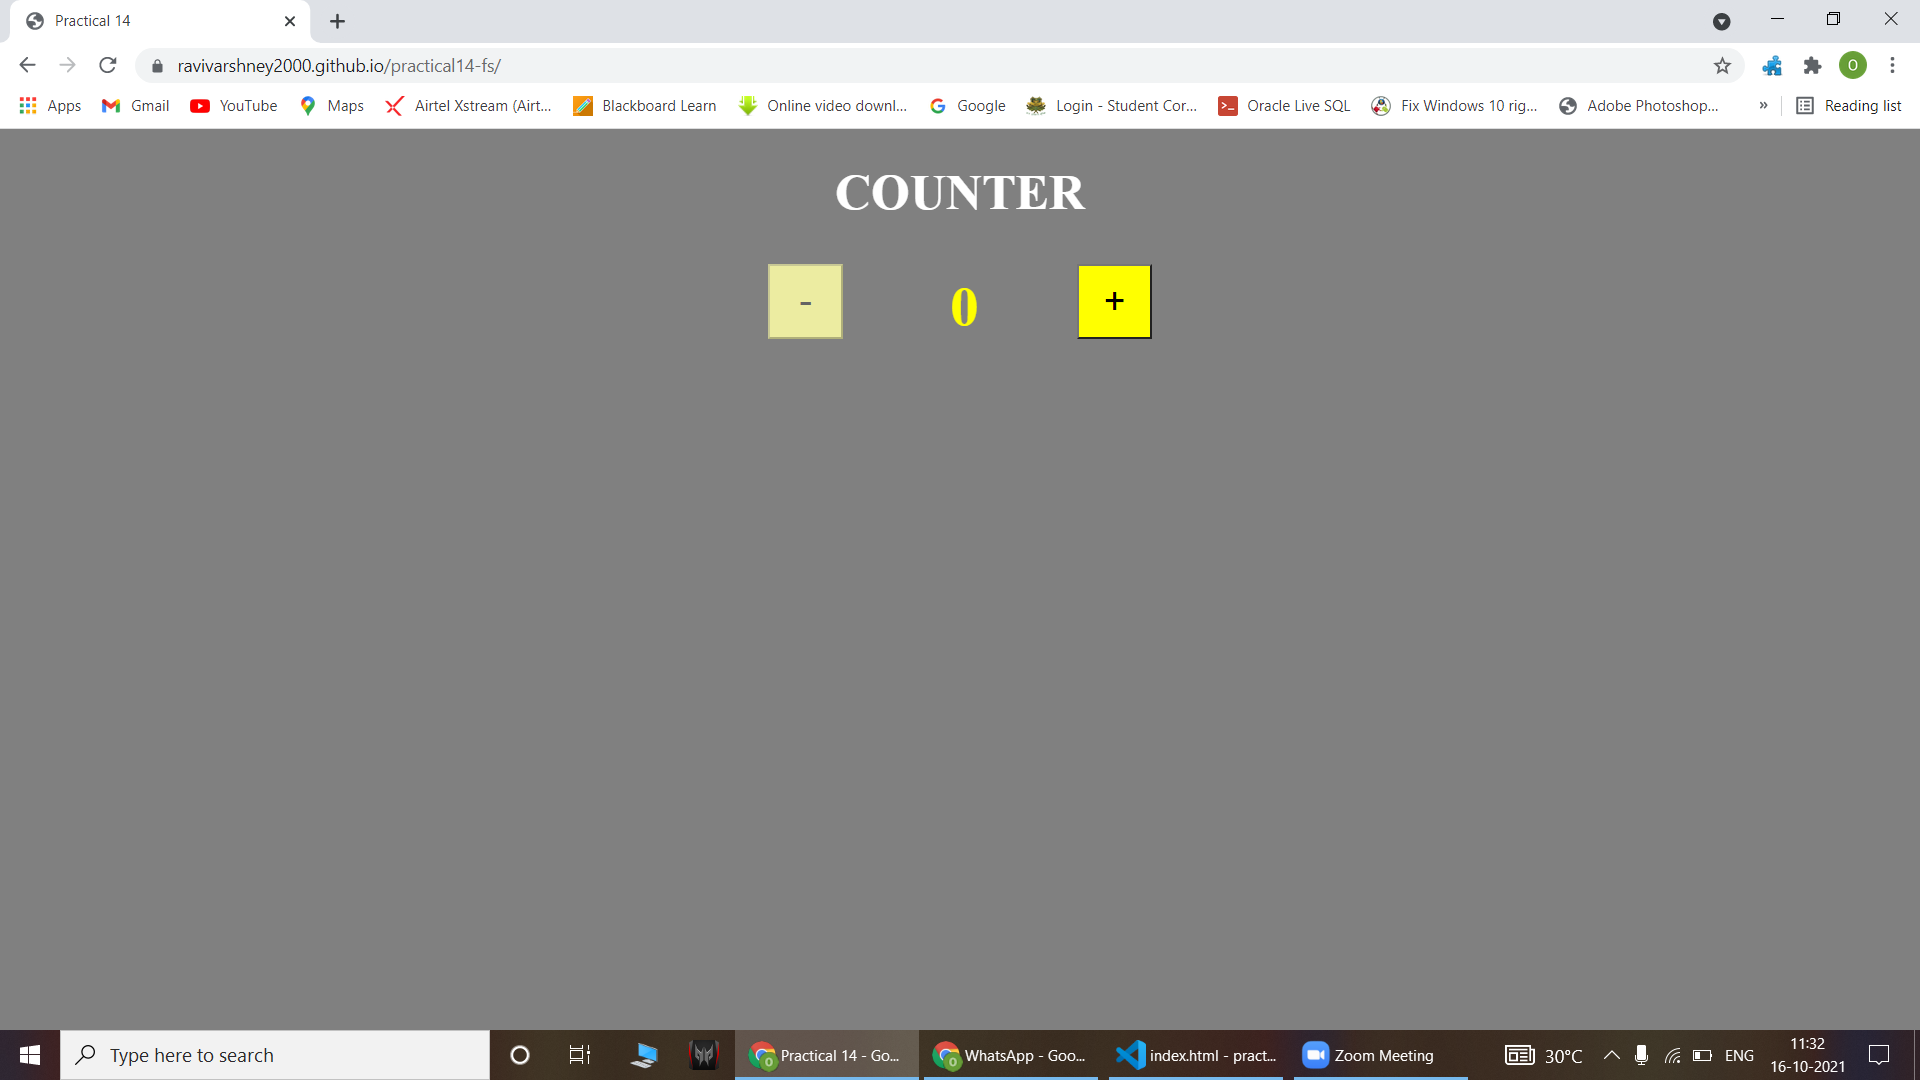 Practical 14
ravivarshney2000.github.io/practical14-fs/
O
Apps
Gmail
YouTube
Maps
Airtel Xstream (Airt...
Blackboard Learn
Online video downl...
Google
Login - Student Cor...
Oracle Live SQL
Fix Windows 10 rig...
Adobe Photoshop...
»
Reading list
COUNTER
- 0 +
Type here to search
Practical 14 - Go...
WhatsApp - Goo...
index.html - pract...
Zoom Meeting
30°C
ENG
11:32
16-10-2021